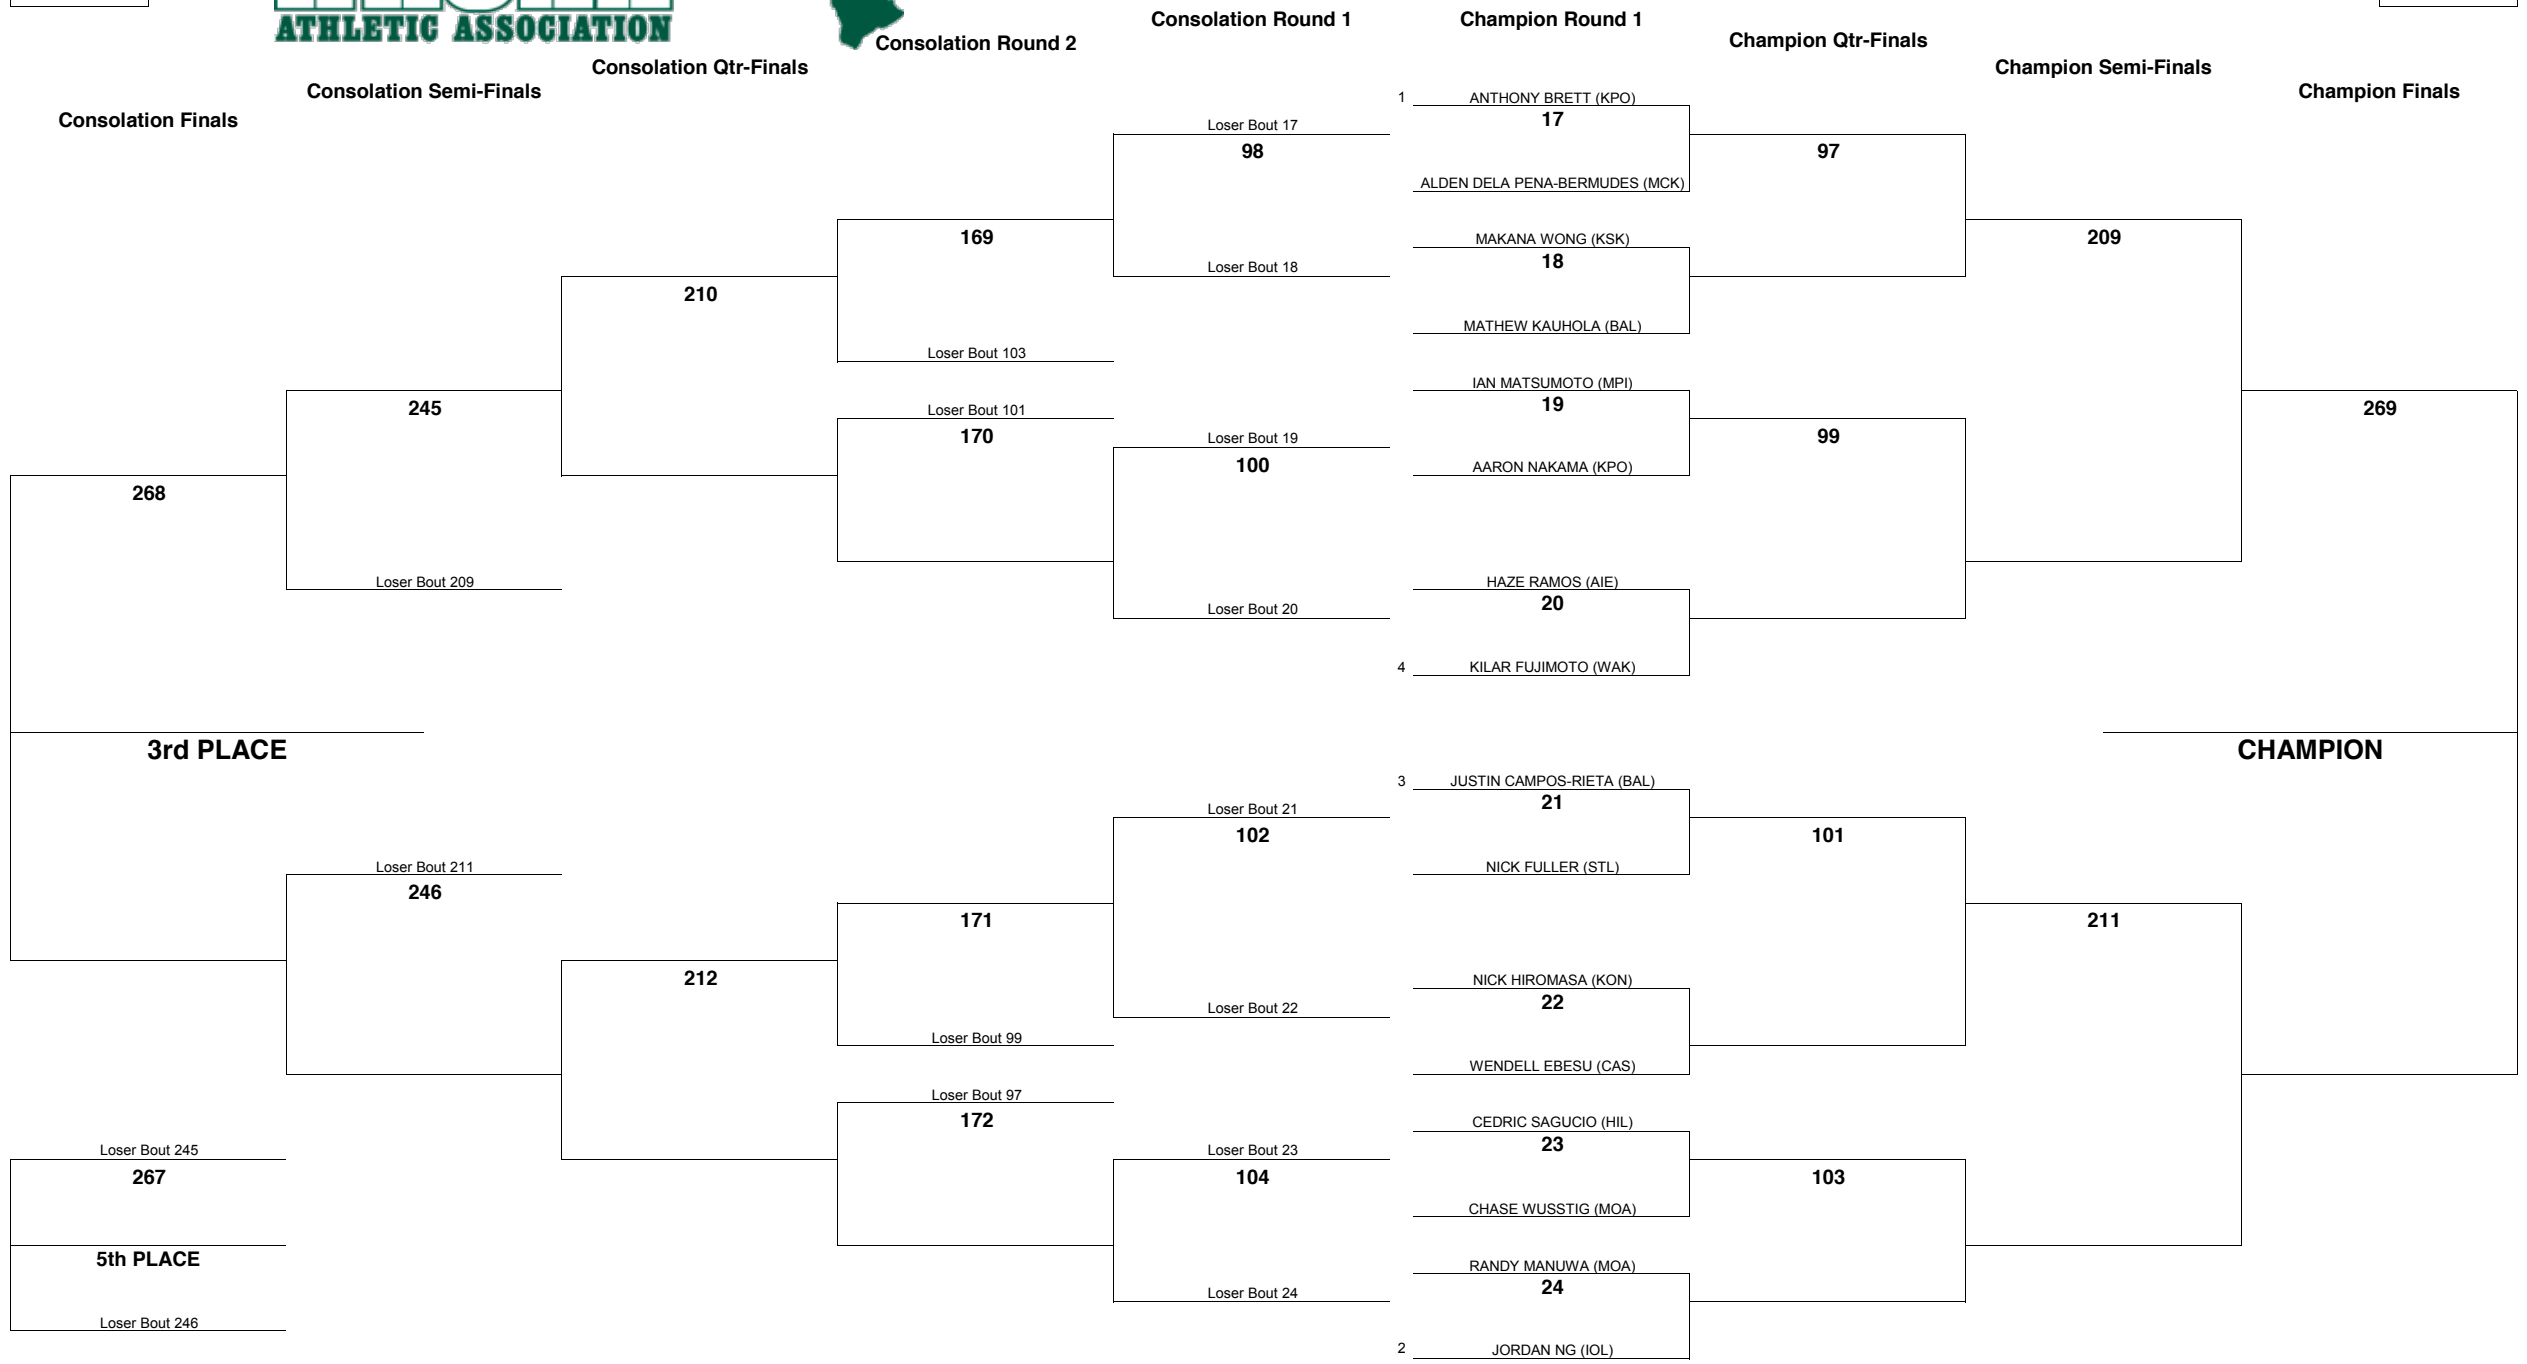 ATHLETIC ASSOCIATION
Consolation Finals
Consolation Semi-Finals
Consolation Qtr-Finals
Consolation Round 2
Consolation Round 1
Champion Round 1
Champion Qtr-Finals
Champion Semi-Finals
Champion Finals
1 ANTHONY BRETT (KPO)
17
ALDEN DELA PENA-BERMUDES (MCK)
MAKANA WONG (KSK)
18
MATHEW KAUHOLA (BAL)
IAN MATSUMOTO (MPI)
19
AARON NAKAMA (KPO)
HAZE RAMOS (AIE)
20
4 KILAR FUJIMOTO (WAK)
3 JUSTIN CAMPOS-RIETA (BAL)
21
NICK FULLER (STL)
NICK HIROMASA (KON)
22
WENDELL EBESU (CAS)
CEDRIC SAGUCIO (HIL)
23
CHASE WUSSTIG (MOA)
RANDY MANUWA (MOA)
24
2 JORDAN NG (IOL)
97
99
101
103
209
211
269
CHAMPION
Loser Bout 17
98
Loser Bout 18
Loser Bout 19
100
Loser Bout 20
Loser Bout 21
102
Loser Bout 22
Loser Bout 23
104
Loser Bout 24
169
Loser Bout 103
Loser Bout 101
170
171
Loser Bout 99
Loser Bout 97
172
210
212
245
Loser Bout 209
Loser Bout 211
246
268
3rd PLACE
Loser Bout 245
267
5th PLACE
Loser Bout 246